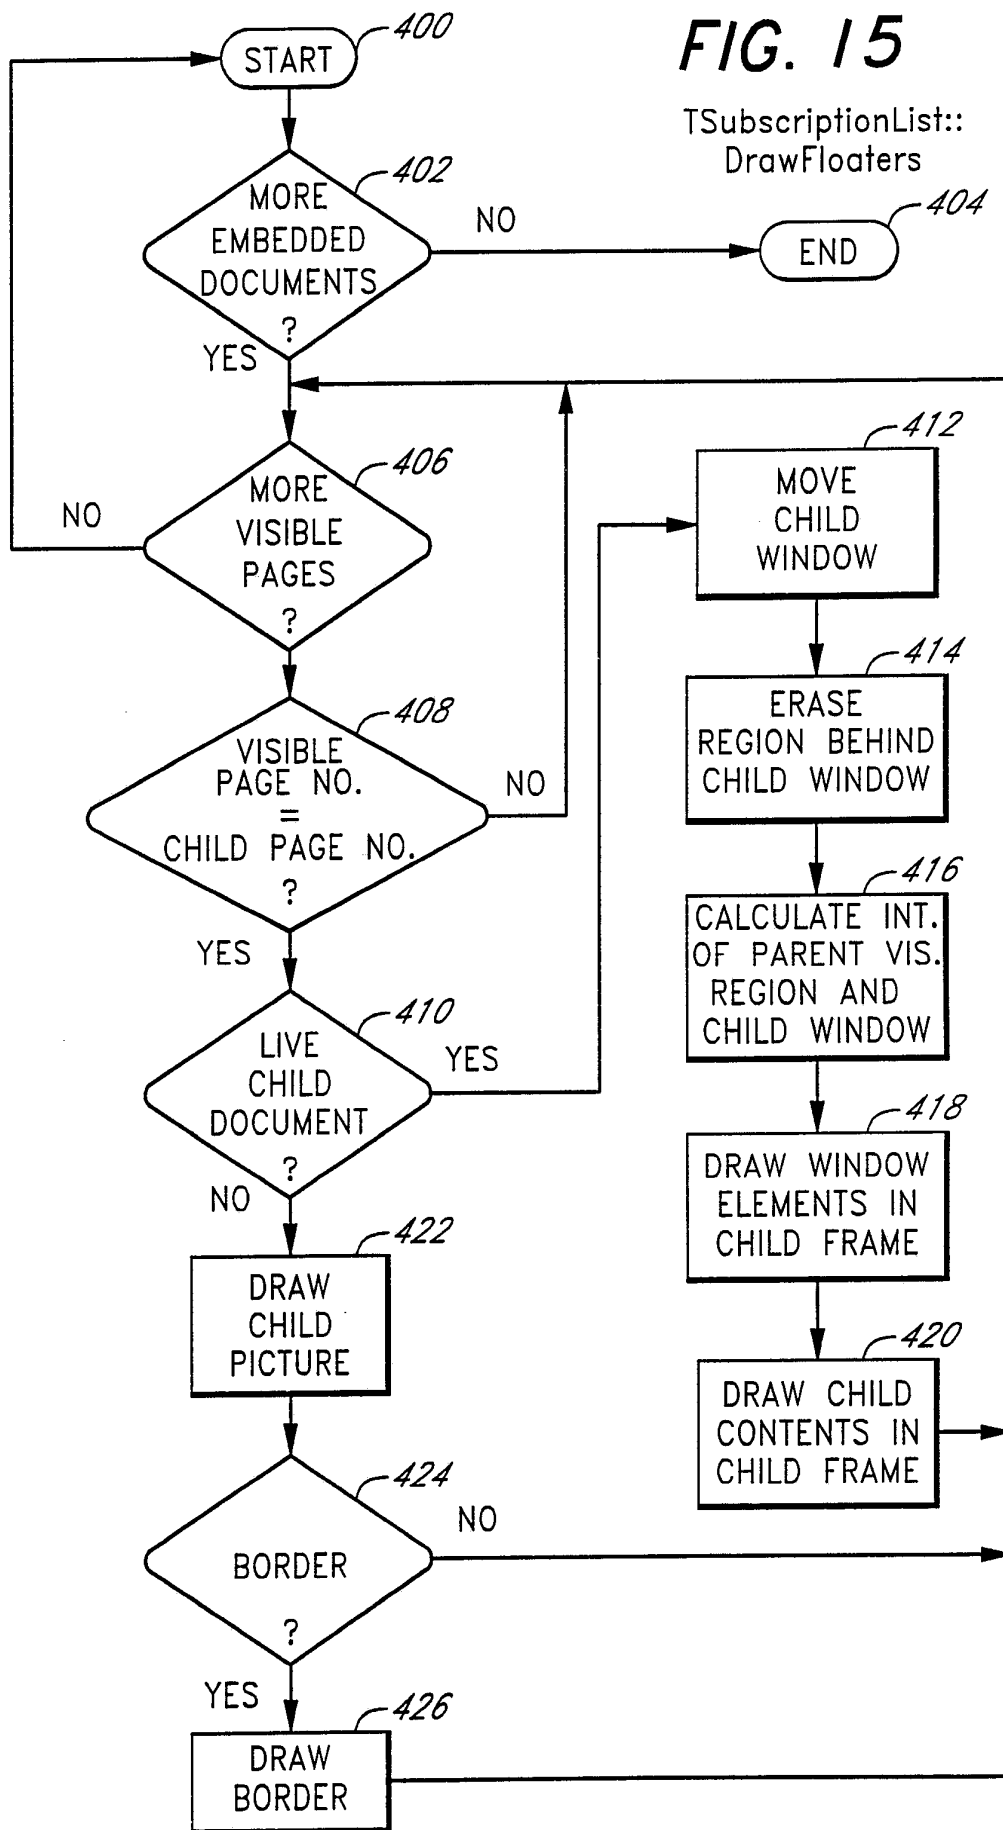 FIG. 15
TSubscriptionList::
DrawFloaters
400
START
402
MORE
EMBEDDED
DOCUMENTS
?
NO
404
END
YES
406
MORE
VISIBLE
PAGES
?
NO
408
VISIBLE
PAGE NO.
=
CHILD PAGE NO.
?
NO
YES
410
LIVE
CHILD
DOCUMENT
?
YES
NO
412
MOVE
CHILD
WINDOW
414
ERASE
REGION BEHIND
CHILD WINDOW
416
CALCULATE INT.
OF PARENT VIS.
REGION AND
CHILD WINDOW
418
DRAW WINDOW
ELEMENTS IN
CHILD FRAME
420
DRAW CHILD
CONTENTS IN
CHILD FRAME
422
DRAW
CHILD
PICTURE
424
BORDER
?
NO
YES
426
DRAW
BORDER